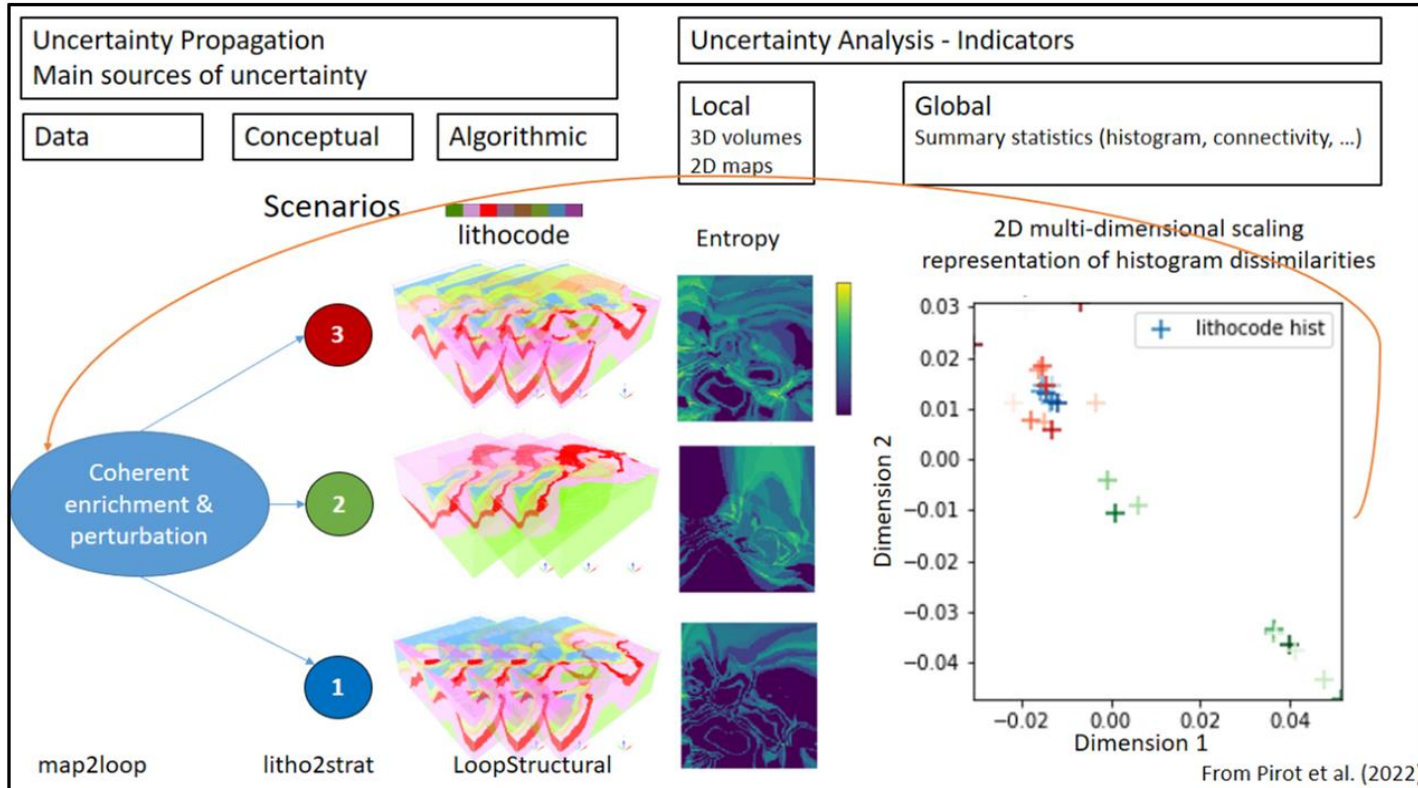 Uncertainty Propagation
Main sources of uncertainty
Data
Conceptual
Algorithmic
Uncertainty Analysis - Indicators
Local
3D volumes
2D maps
Global
Summary statistics (histogram, connectivity, ...)
Scenarios
lithocode
Entropy
2D multi-dimensional scaling
representation of histogram dissimilarities
3
2
1
Coherent
enrichment &
perturbation
lithocode hist
0.03
0.02
0.01
0.00
−0.01
−0.02
−0.03
−0.04
Dimension 2
−0.02
0.00
0.02
0.04
Dimension 1
map2loop
litho2strat
LoopStructural
From Pirot et al. (2022)